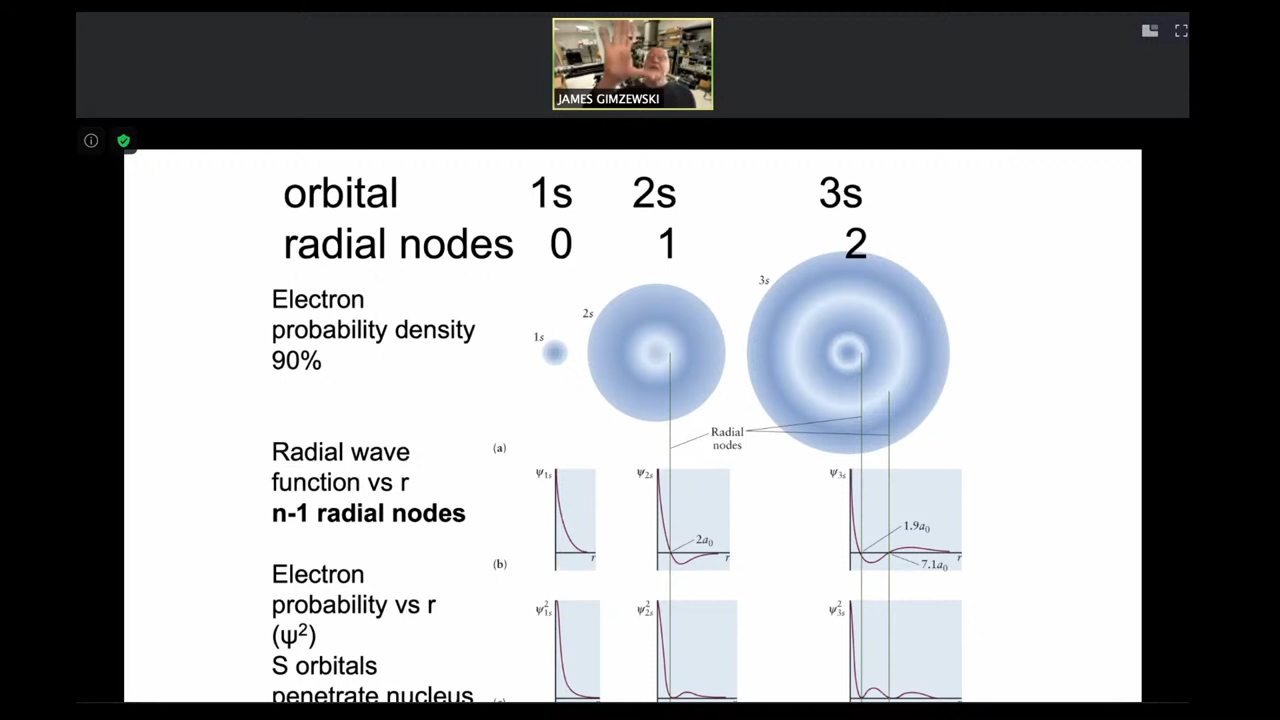 JAMES GIMZEWSKI
orbital 1s 2s 3s
radial nodes 0 1 2
Electron
probability density
90%
1s
2s
3s
Radial
nodes
Radial wave
function vs r
n-1 radial nodes
(a)
ψ1s
ψ2s
ψ3s
2a₀
1.9a₀
7.1a₀
r
r
r
(b)
Electron
probability vs r
(ψ²)
S orbitals
penetrate nucleus
ψ²1s
ψ²2s
ψ²3s